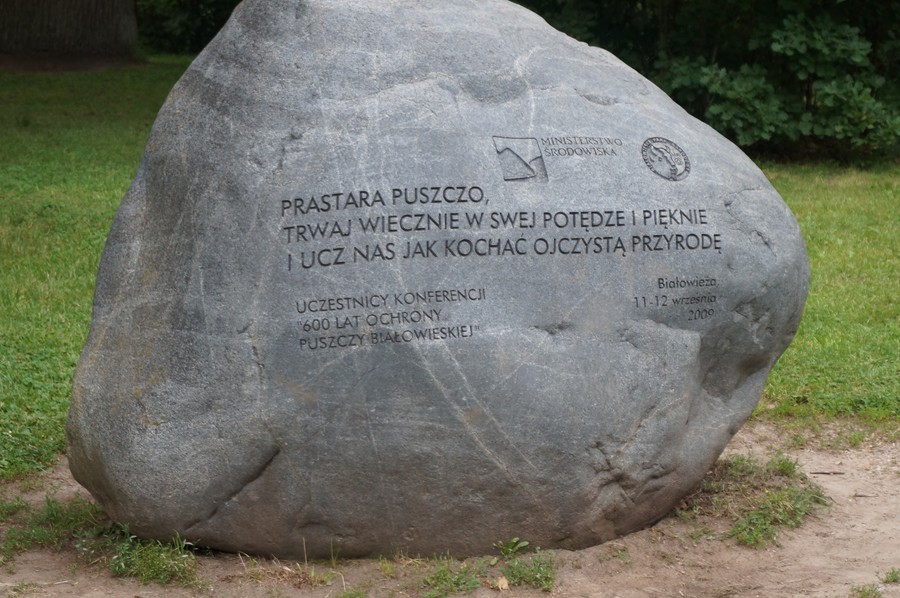 MINISTERSTWO
ŚRODOWISKA
PRASTARA PUSZCZO,
TRWAJ WIECZNIE W SWEJ POTĘDZE I PIĘKNIE
I UCZ NAS JAK KOCHAĆ OJCZYSTĄ PRZYRODĘ
UCZESTNICY KONFERENCJI
"600 LAT OCHRONY
PUSZCZY BIAŁOWIESKIEJ"
Białowieża,
11-12 września
2009